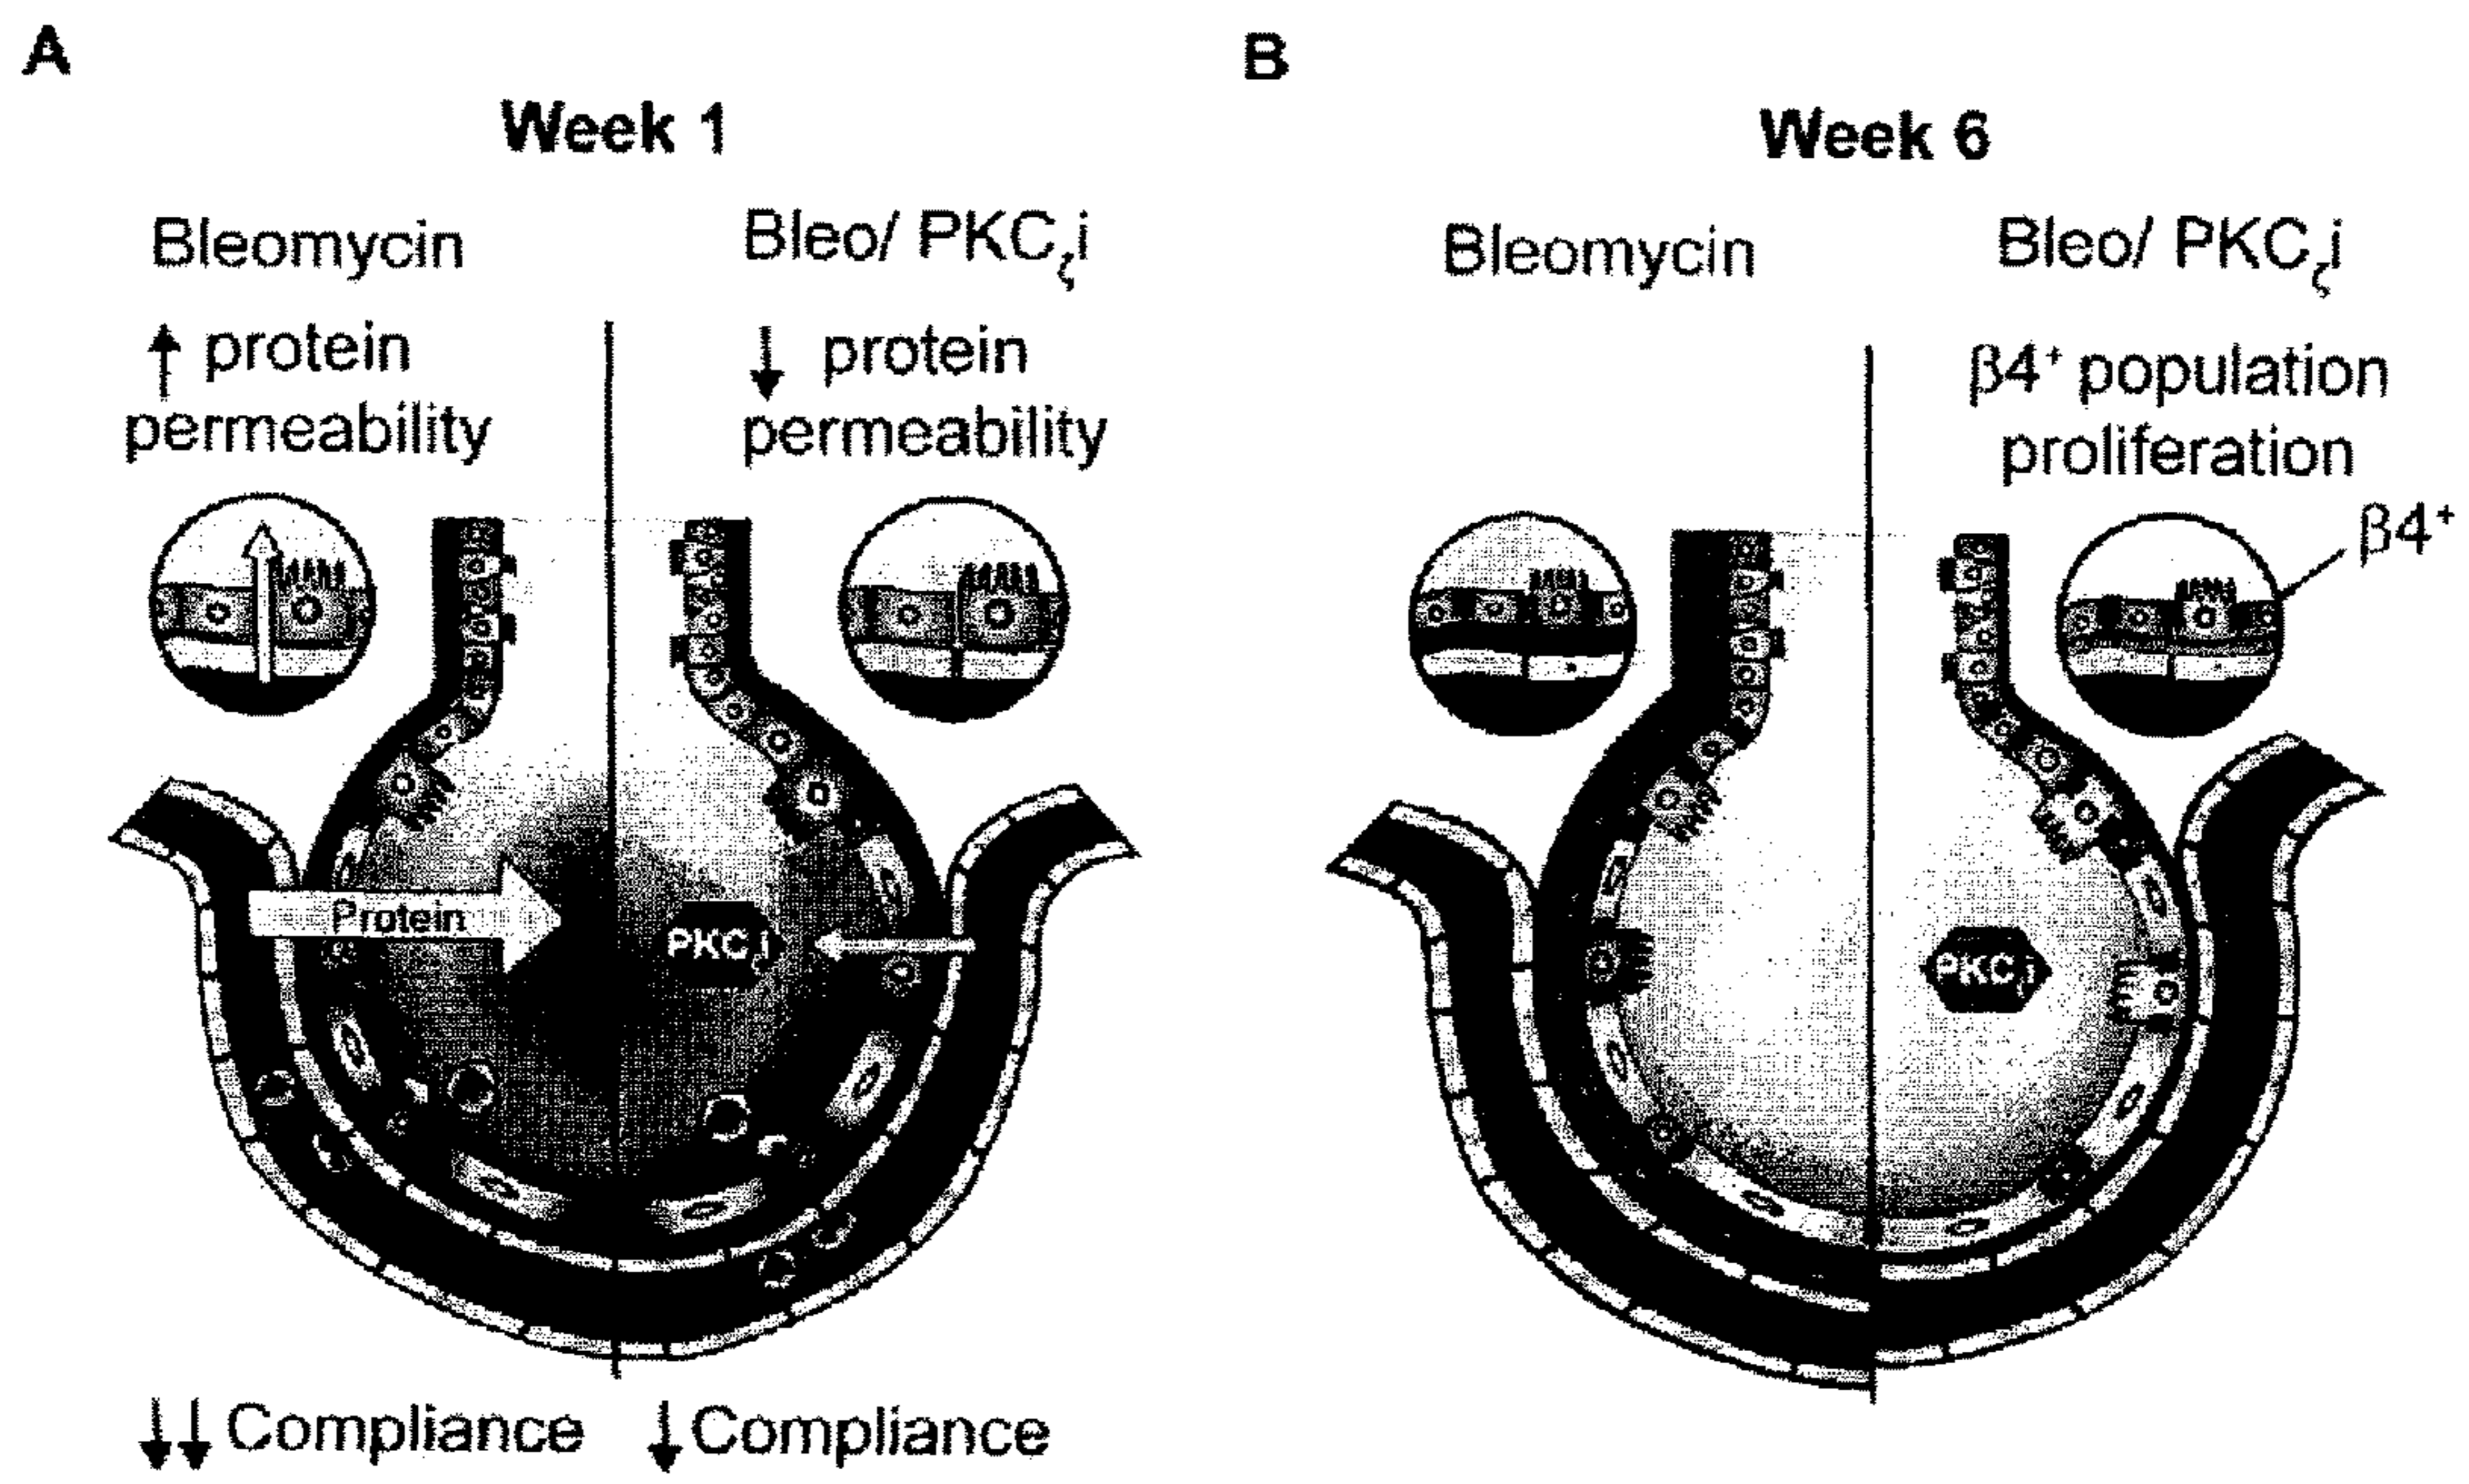 A
Week 1
Bleomycin
Bleo/ PKCζi
↑ protein
permeability
↓ protein
permeability
Protein
PKCζi
↓↓ Compliance
↓ Compliance
B
Week 6
Bleomycin
Bleo/ PKCζi
β4⁺ population
proliferation
β4⁺
PKCζi